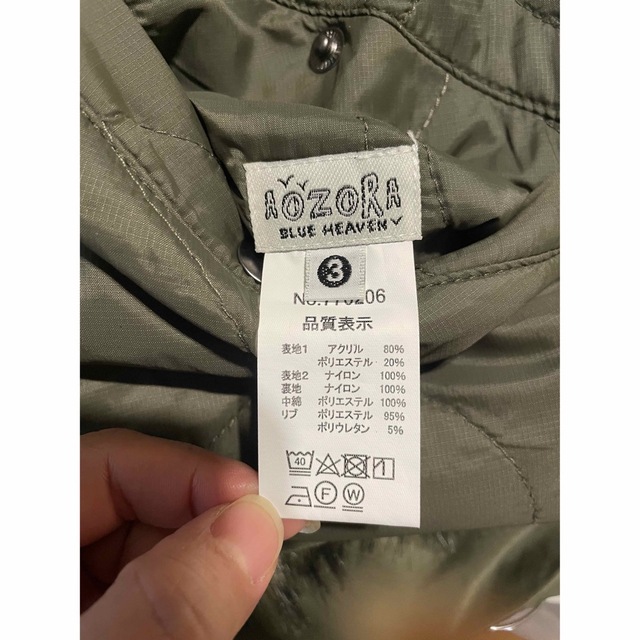 AOZORA
BLUE HEAVEN
3
品質表示
表地1 アクリル 80%
ポリエステル 20%
表地2 ナイロン 100%
裏地 ナイロン 100%
中綿 ポリエステル 100%
リブ ポリエステル 95%
ポリウレタン 5%
40
F W